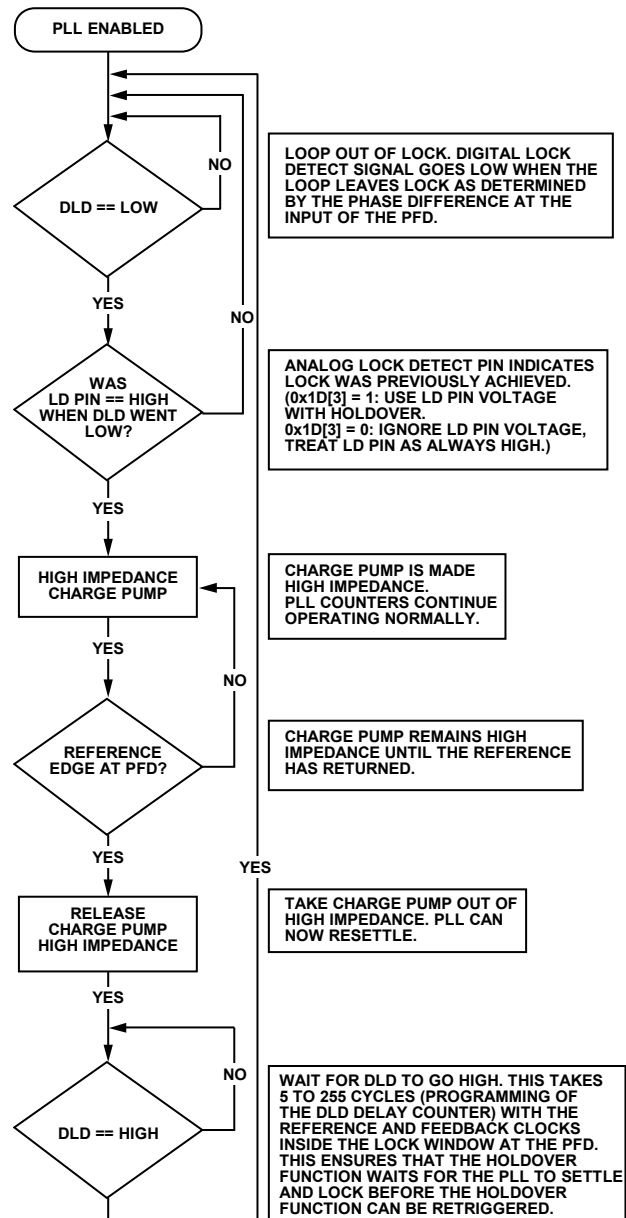 PLL ENABLED
NO
DLD == LOW
LOOP OUT OF LOCK. DIGITAL LOCK
DETECT SIGNAL GOES LOW WHEN THE
LOOP LEAVES LOCK AS DETERMINED
BY THE PHASE DIFFERENCE AT THE
INPUT OF THE PFD.
YES
NO
WAS
LD PIN == HIGH
WHEN DLD WENT
LOW?
ANALOG LOCK DETECT PIN INDICATES
LOCK WAS PREVIOUSLY ACHIEVED.
(0x1D[3] = 1: USE LD PIN VOLTAGE
WITH HOLDOVER.
0x1D[3] = 0: IGNORE LD PIN VOLTAGE,
TREAT LD PIN AS ALWAYS HIGH.)
YES
HIGH IMPEDANCE
CHARGE PUMP
CHARGE PUMP IS MADE
HIGH IMPEDANCE.
PLL COUNTERS CONTINUE
OPERATING NORMALLY.
YES
NO
REFERENCE
EDGE AT PFD?
CHARGE PUMP REMAINS HIGH
IMPEDANCE UNTIL THE REFERENCE
HAS RETURNED.
YES
YES
RELEASE
CHARGE PUMP
HIGH IMPEDANCE
TAKE CHARGE PUMP OUT OF
HIGH IMPEDANCE. PLL CAN
NOW RESETTLE.
YES
NO
DLD == HIGH
WAIT FOR DLD TO GO HIGH. THIS TAKES
5 TO 255 CYCLES (PROGRAMMING OF
THE DLD DELAY COUNTER) WITH THE
REFERENCE AND FEEDBACK CLOCKS
INSIDE THE LOCK WINDOW AT THE PFD.
THIS ENSURES THAT THE HOLDOVER
FUNCTION WAITS FOR THE PLL TO SETTLE
AND LOCK BEFORE THE HOLDOVER
FUNCTION CAN BE RETRIGGERED.